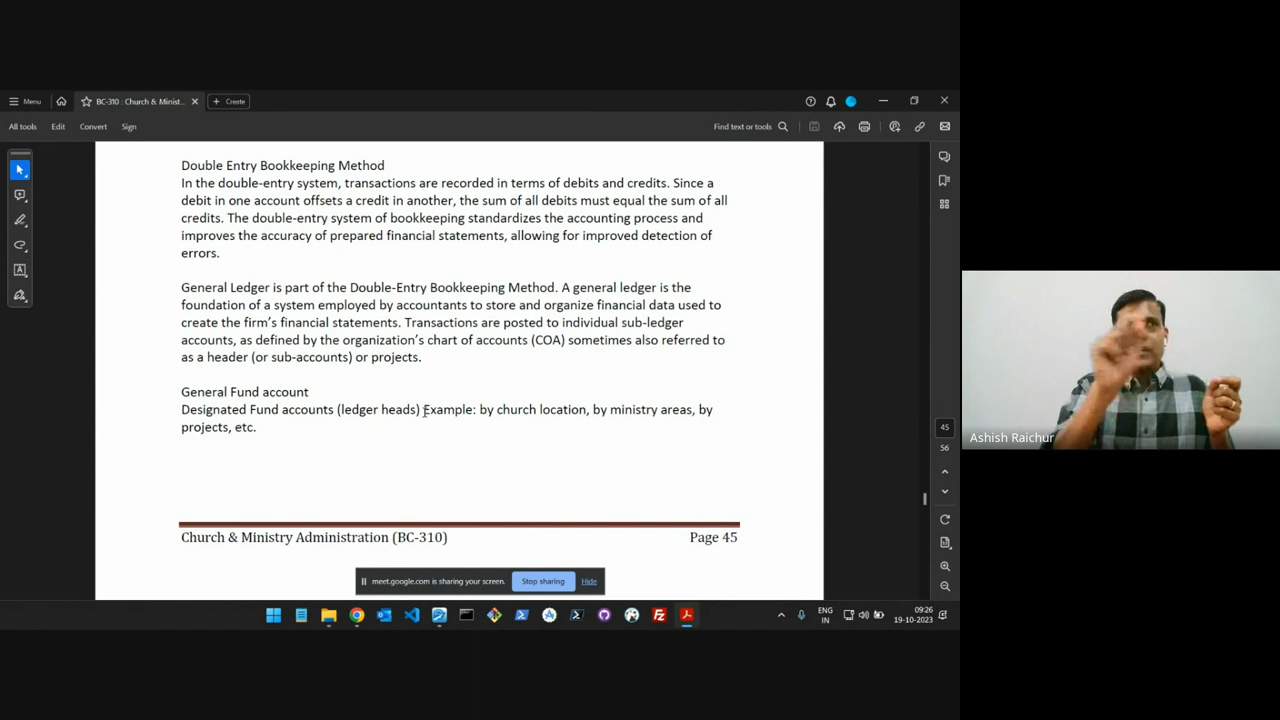 Menu
BC-310 : Church & Minist...
Create
All tools
Edit
Convert
Sign
Find text or tools
Double Entry Bookkeeping Method
In the double-entry system, transactions are recorded in terms of debits and credits. Since a
debit in one account offsets a credit in another, the sum of all debits must equal the sum of all
credits. The double-entry system of bookkeeping standardizes the accounting process and
improves the accuracy of prepared financial statements, allowing for improved detection of
errors.
General Ledger is part of the Double-Entry Bookkeeping Method. A general ledger is the
foundation of a system employed by accountants to store and organize financial data used to
create the firm's financial statements. Transactions are posted to individual sub-ledger
accounts, as defined by the organization's chart of accounts (COA) sometimes also referred to
as a header (or sub-accounts) or projects.
General Fund account
Designated Fund accounts (ledger heads) Example: by church location, by ministry areas, by
projects, etc.
Church & Ministry Administration (BC-310) Page 45
45
56
Ashish Raichur
meet.google.com is sharing your screen. Stop sharing Hide
ENG
IN
09:26
19-10-2023